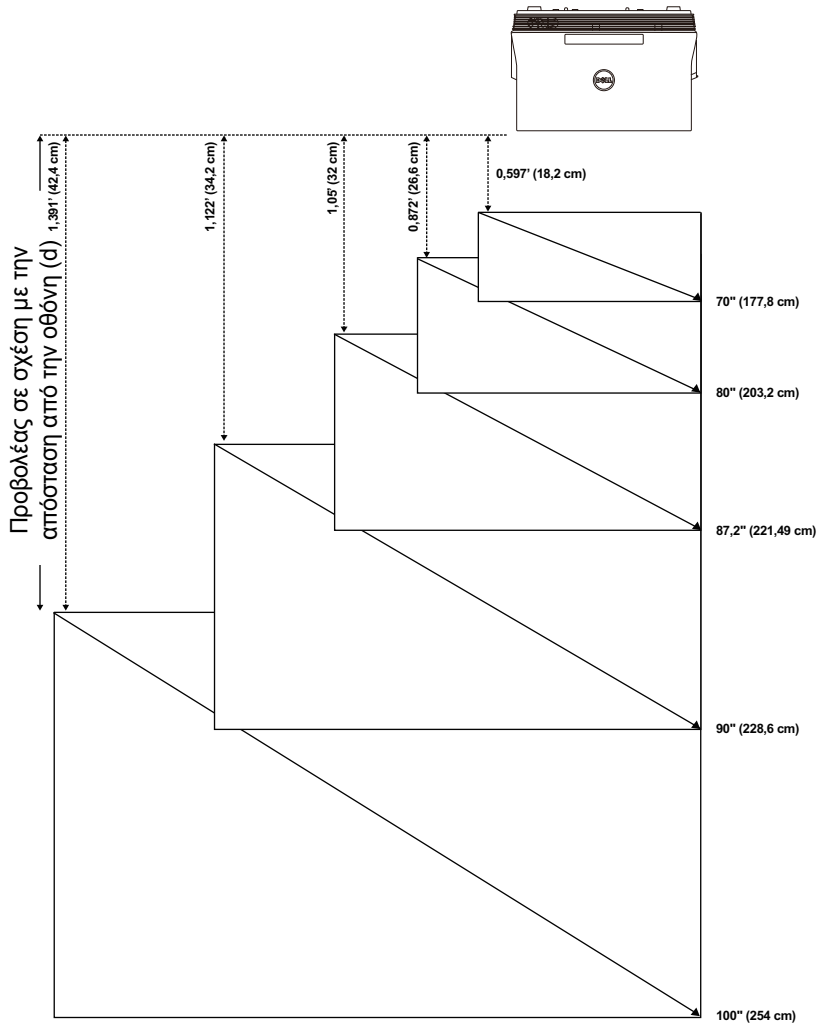 DELL
0,597' (18,2 cm)
0,872' (26,6 cm)
1,05' (32 cm)
1,122' (34,2 cm)
1,391' (42,4 cm)
Προβολέας σε σχέση με την
απόσταση από την οθόνη (d)
70" (177,8 cm)
80" (203,2 cm)
87,2" (221,49 cm)
90" (228,6 cm)
100" (254 cm)